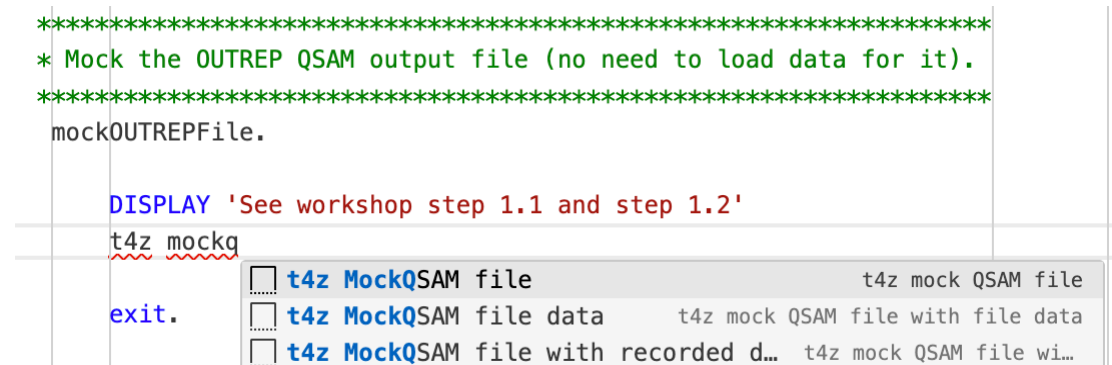 ******************************************************************
* Mock the OUTREP QSAM output file (no need to load data for it).
******************************************************************
mockOUTREPFile.
DISPLAY 'See workshop step 1.1 and step 1.2'
t4z mockq
t4z MockQSAM file t4z mock QSAM file
exit.
t4z MockQSAM file data t4z mock QSAM file with file data
t4z MockQSAM file with recorded d… t4z mock QSAM file wi…